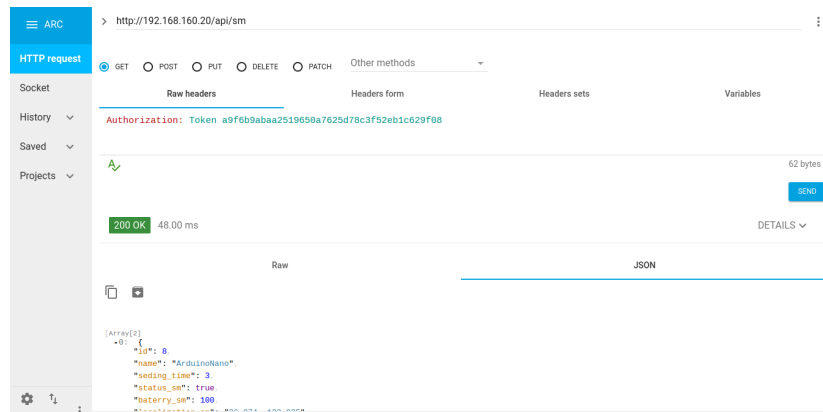 ARC
http://192.168.160.20/api/sm
HTTP request
GET POST PUT DELETE PATCH Other methods
Socket
Raw headers Headers form Headers sets Variables
History
Authorization: Token a9f6b9abaa2519650a7625d78c3f52eb1c629f08
Saved
62 bytes
Projects
SEND
200 OK 48.00 ms DETAILS
Raw JSON
[Array[2]
-0: {
"id": 8,
"name": "ArduinoNano",
"seding_time": 3,
"status_sm": true,
"baterry_sm": 100,